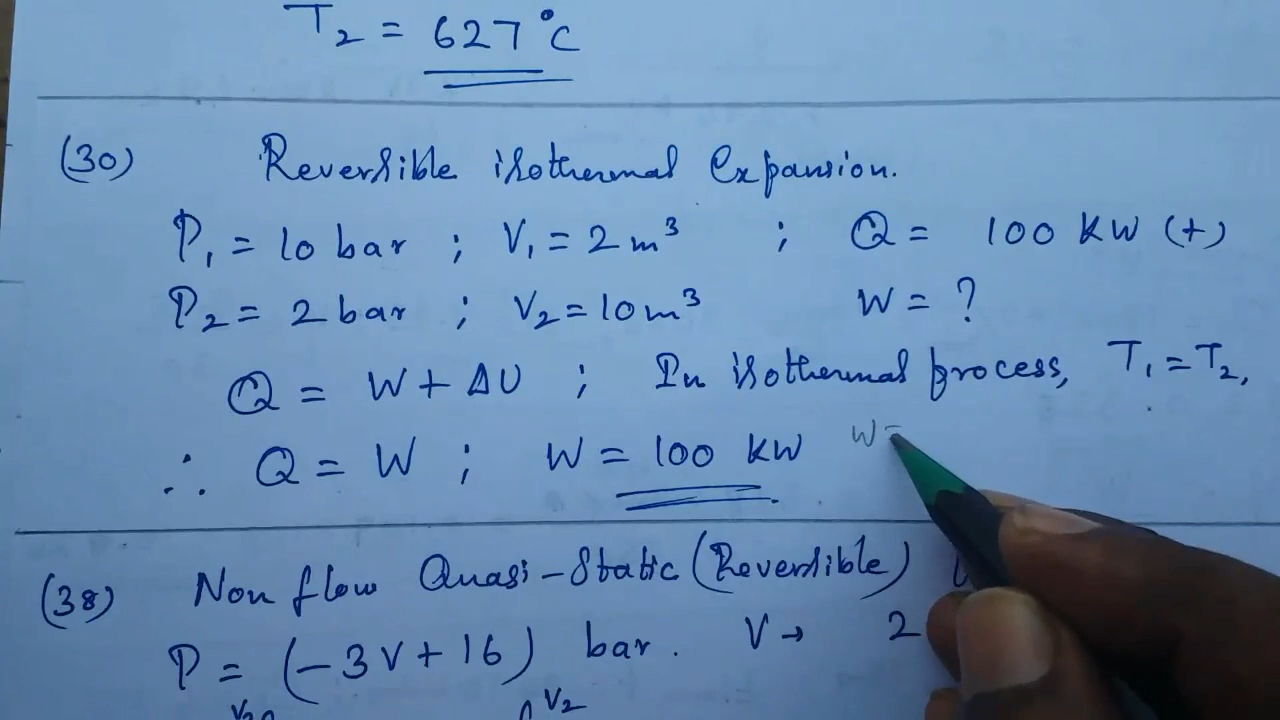 T₂ = 627°C
(30) Reversible isothermal Expansion.
P₁ = 10 bar ; V₁ = 2 m³ ; Q = 100 KW (+)
P₂ = 2 bar ; V₂ = 10 m³ W = ?
Q = W + ΔU ; In isothermal process, T₁ = T₂,
∴ Q = W ; W = 100 KW W=
(38) Non flow Quasi-Static (Reversible)
P = (-3V + 16) bar. V → 2
V₂